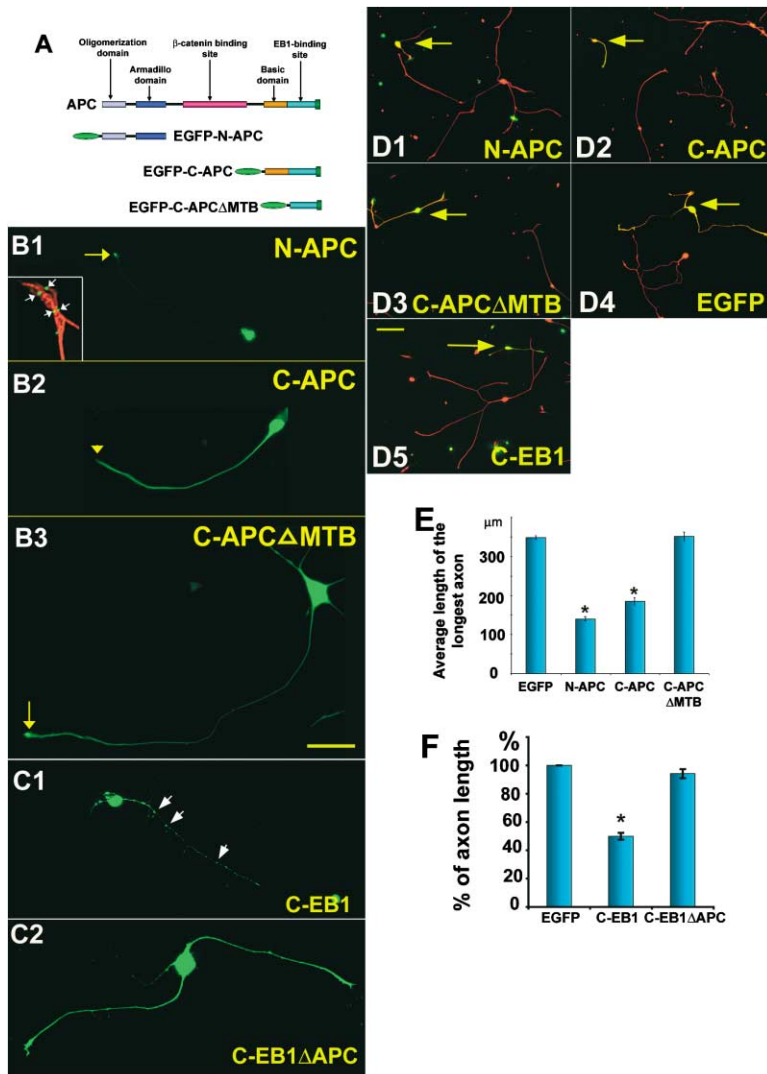 A
Oligomerization
domain
Armadillo
domain
β-catenin binding
site
Basic
domain
EB1-binding
site
APC
EGFP-N-APC
EGFP-C-APC
EGFP-C-APCΔMTB
B1
N-APC
B2
C-APC
B3
C-APCΔMTB
C1
C-EB1
C2
C-EB1ΔAPC
D1
N-APC
D2
C-APC
D3
C-APCΔMTB
D4
EGFP
D5
C-EB1
E
μm
Average length of the
longest axon
300
200
100
0
EGFP
N-APC
C-APC
C-APC
ΔMTB
*
*
F
%
% of axon length
100
80
60
40
20
0
*
EGFP
C-EB1
C-EB1ΔAPC